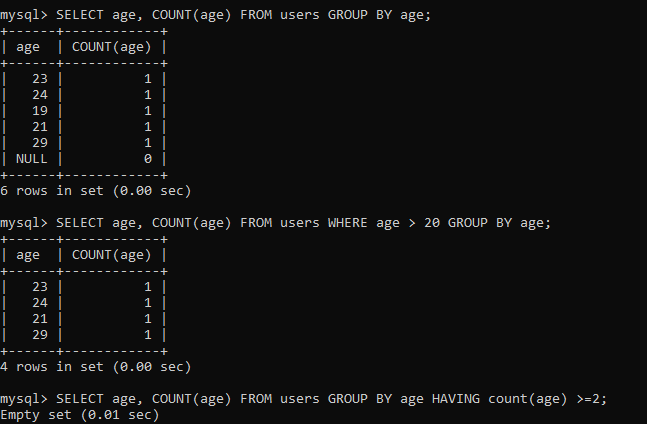 mysql> SELECT age, COUNT(age) FROM users GROUP BY age;
+------+------------+
| age  | COUNT(age) |
+------+------------+
|   23 |          1 |
|   24 |          1 |
|   19 |          1 |
|   21 |          1 |
|   29 |          1 |
| NULL |          0 |
+------+------------+
6 rows in set (0.00 sec)
mysql> SELECT age, COUNT(age) FROM users WHERE age > 20 GROUP BY age;
+------+------------+
| age  | COUNT(age) |
+------+------------+
|   23 |          1 |
|   24 |          1 |
|   21 |          1 |
|   29 |          1 |
+------+------------+
4 rows in set (0.00 sec)
mysql> SELECT age, COUNT(age) FROM users GROUP BY age HAVING count(age) >=2;
Empty set (0.01 sec)